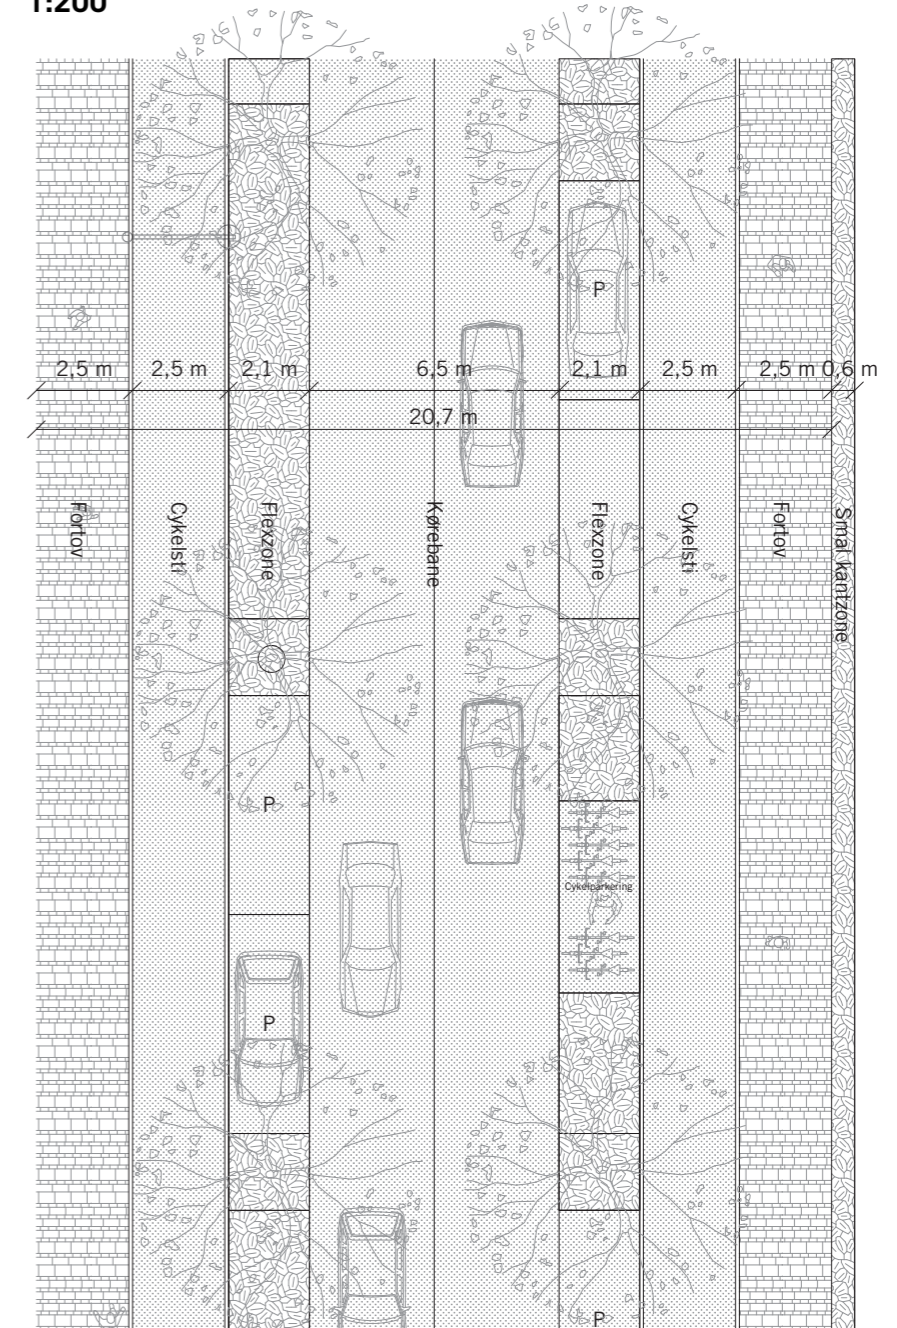 1:200
P
2,5 m 2,5 m 2,1 m 6,5 m 2,1 m 2,5 m 2,5 m 0,6 m
20,7 m
Fortov
Cykelsti
Flexzone
Kørebane
Flexzone
Cykelsti
Fortov
Smal kantzone
P
Cykelparkering
P
P